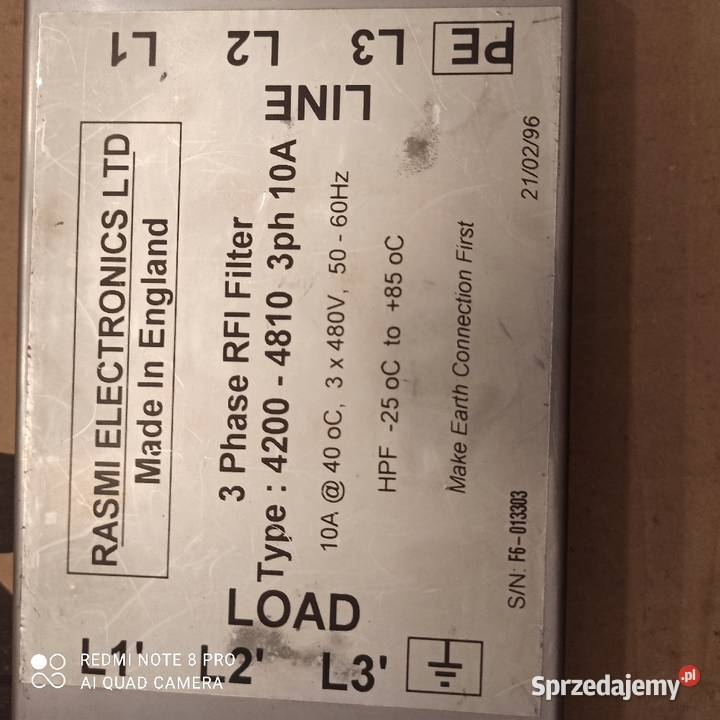 L1 L2 L3 PE
LINE
RASMI ELECTRONICS LTD
Made In England
3 Phase RFI Filter
Type : 4200 - 4810 3ph 10A
10A @ 40 oC, 3 x 480V, 50 - 60Hz
HPF -25 oC to +85 oC
Make Earth Connection First
S/N: F6-013303
21/02/96
LOAD
L1' L2' L3'
REDMI NOTE 8 PRO
AI QUAD CAMERA
Sprzedajemy.pl